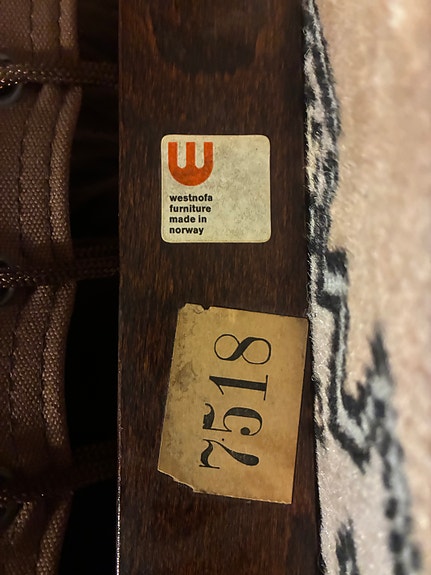 W
westnofa
furniture
made in
norway
7518